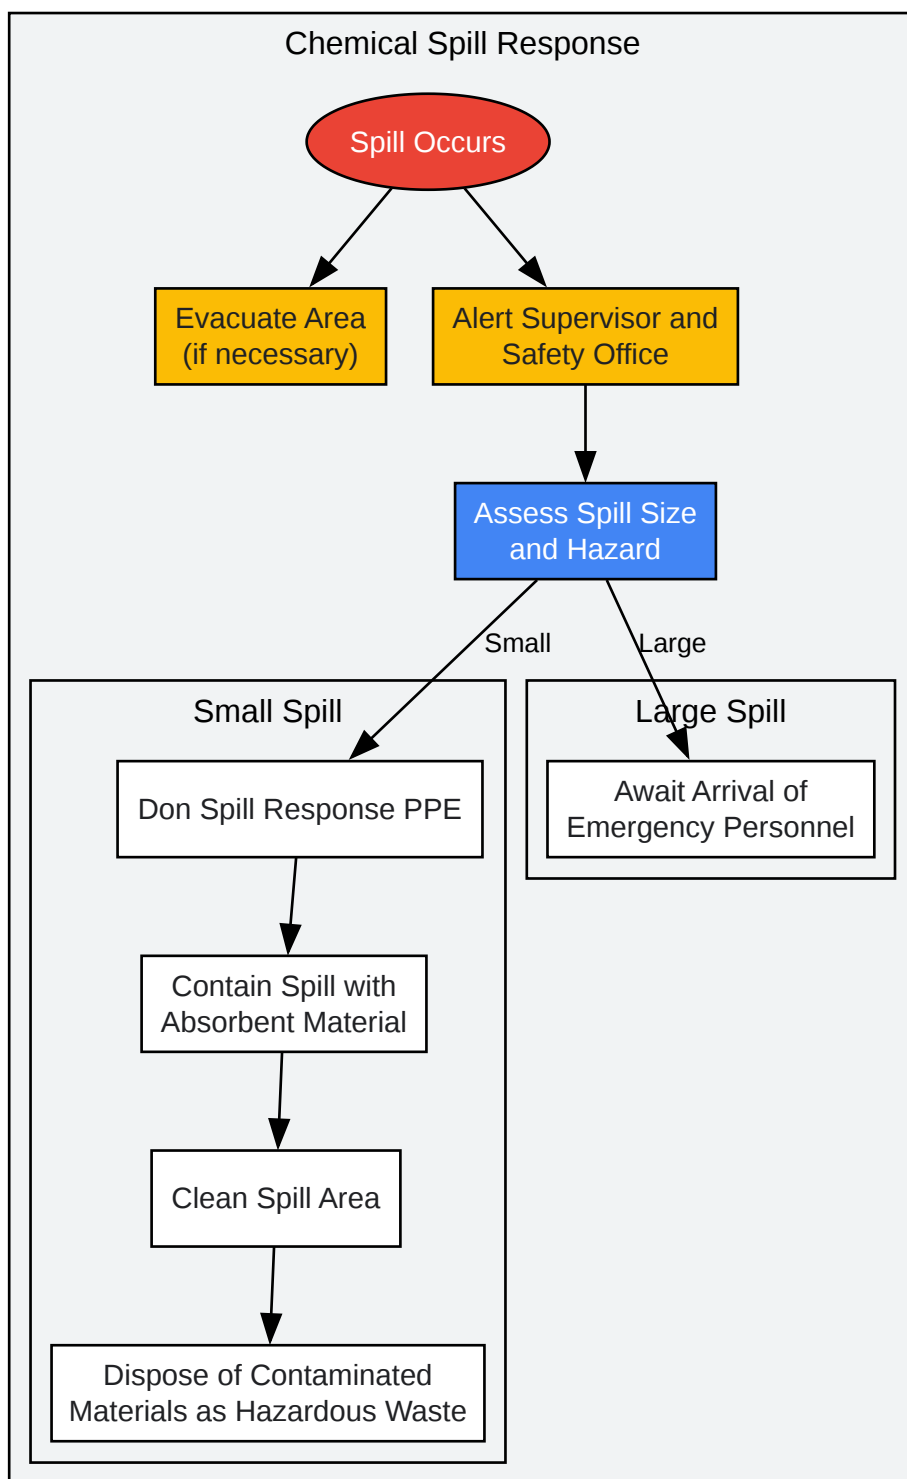 Chemical Spill Response
Spill Occurs
Evacuate Area
(if necessary)
Alert Supervisor and
Safety Office
Assess Spill Size
and Hazard
Small
Large
Small Spill
Don Spill Response PPE
Contain Spill with
Absorbent Material
Clean Spill Area
Dispose of Contaminated
Materials as Hazardous Waste
Large Spill
Await Arrival of
Emergency Personnel